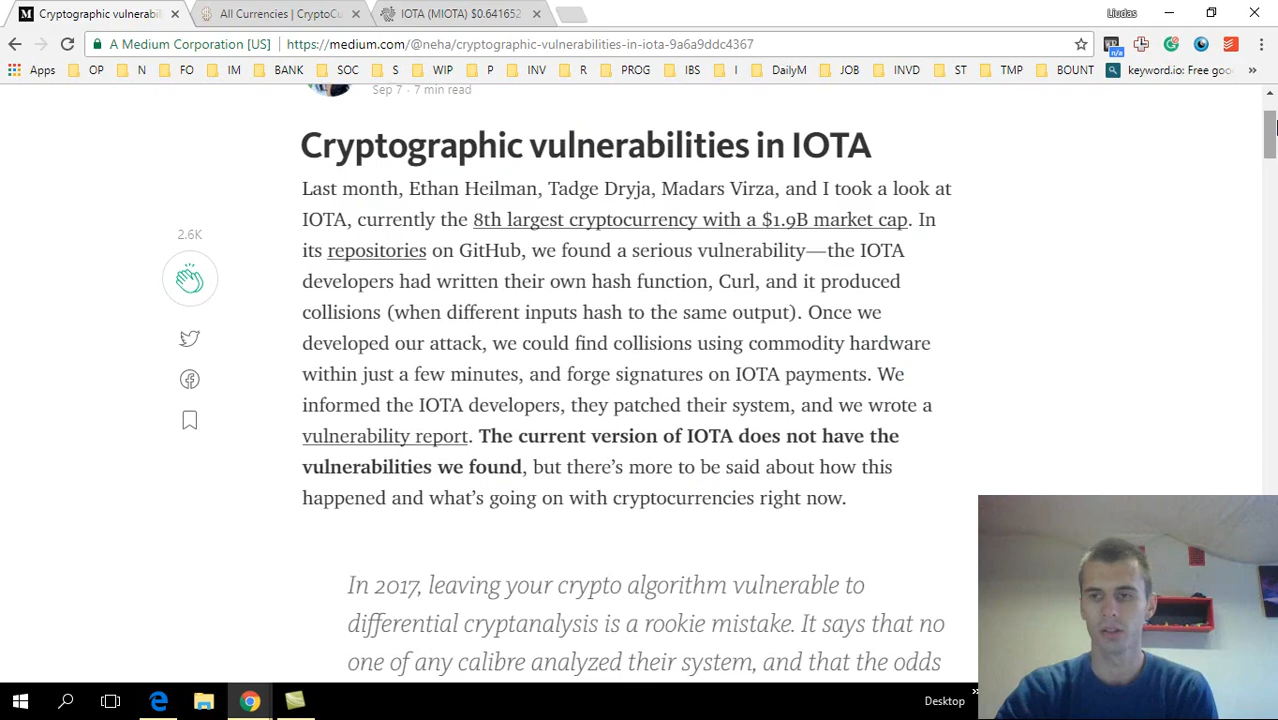 Cryptographic vulnerabil
All Currencies | CryptoCu
IOTA (MIOTA) $0.641652
Liudas
A Medium Corporation [US]
https://medium.com/@neha/cryptographic-vulnerabilities-in-iota-9a6a9ddc4367
n/a
Apps OP N FO IM BANK SOC S WIP P INV R PROG IBS I DailyM JOB INVD ST TMP BOUNT keyword.io: Free goo »
Sep 7 · 7 min read
Cryptographic vulnerabilities in IOTA
Last month, Ethan Heilman, Tadge Dryja, Madars Virza, and I took a look at
IOTA, currently the 8th largest cryptocurrency with a $1.9B market cap. In
its repositories on GitHub, we found a serious vulnerability—the IOTA
developers had written their own hash function, Curl, and it produced
collisions (when different inputs hash to the same output). Once we
developed our attack, we could find collisions using commodity hardware
within just a few minutes, and forge signatures on IOTA payments. We
informed the IOTA developers, they patched their system, and we wrote a
vulnerability report. The current version of IOTA does not have the
vulnerabilities we found, but there's more to be said about how this
happened and what's going on with cryptocurrencies right now.
2.6K
In 2017, leaving your crypto algorithm vulnerable to
differential cryptanalysis is a rookie mistake. It says that no
one of any calibre analyzed their system, and that the odds
Desktop »